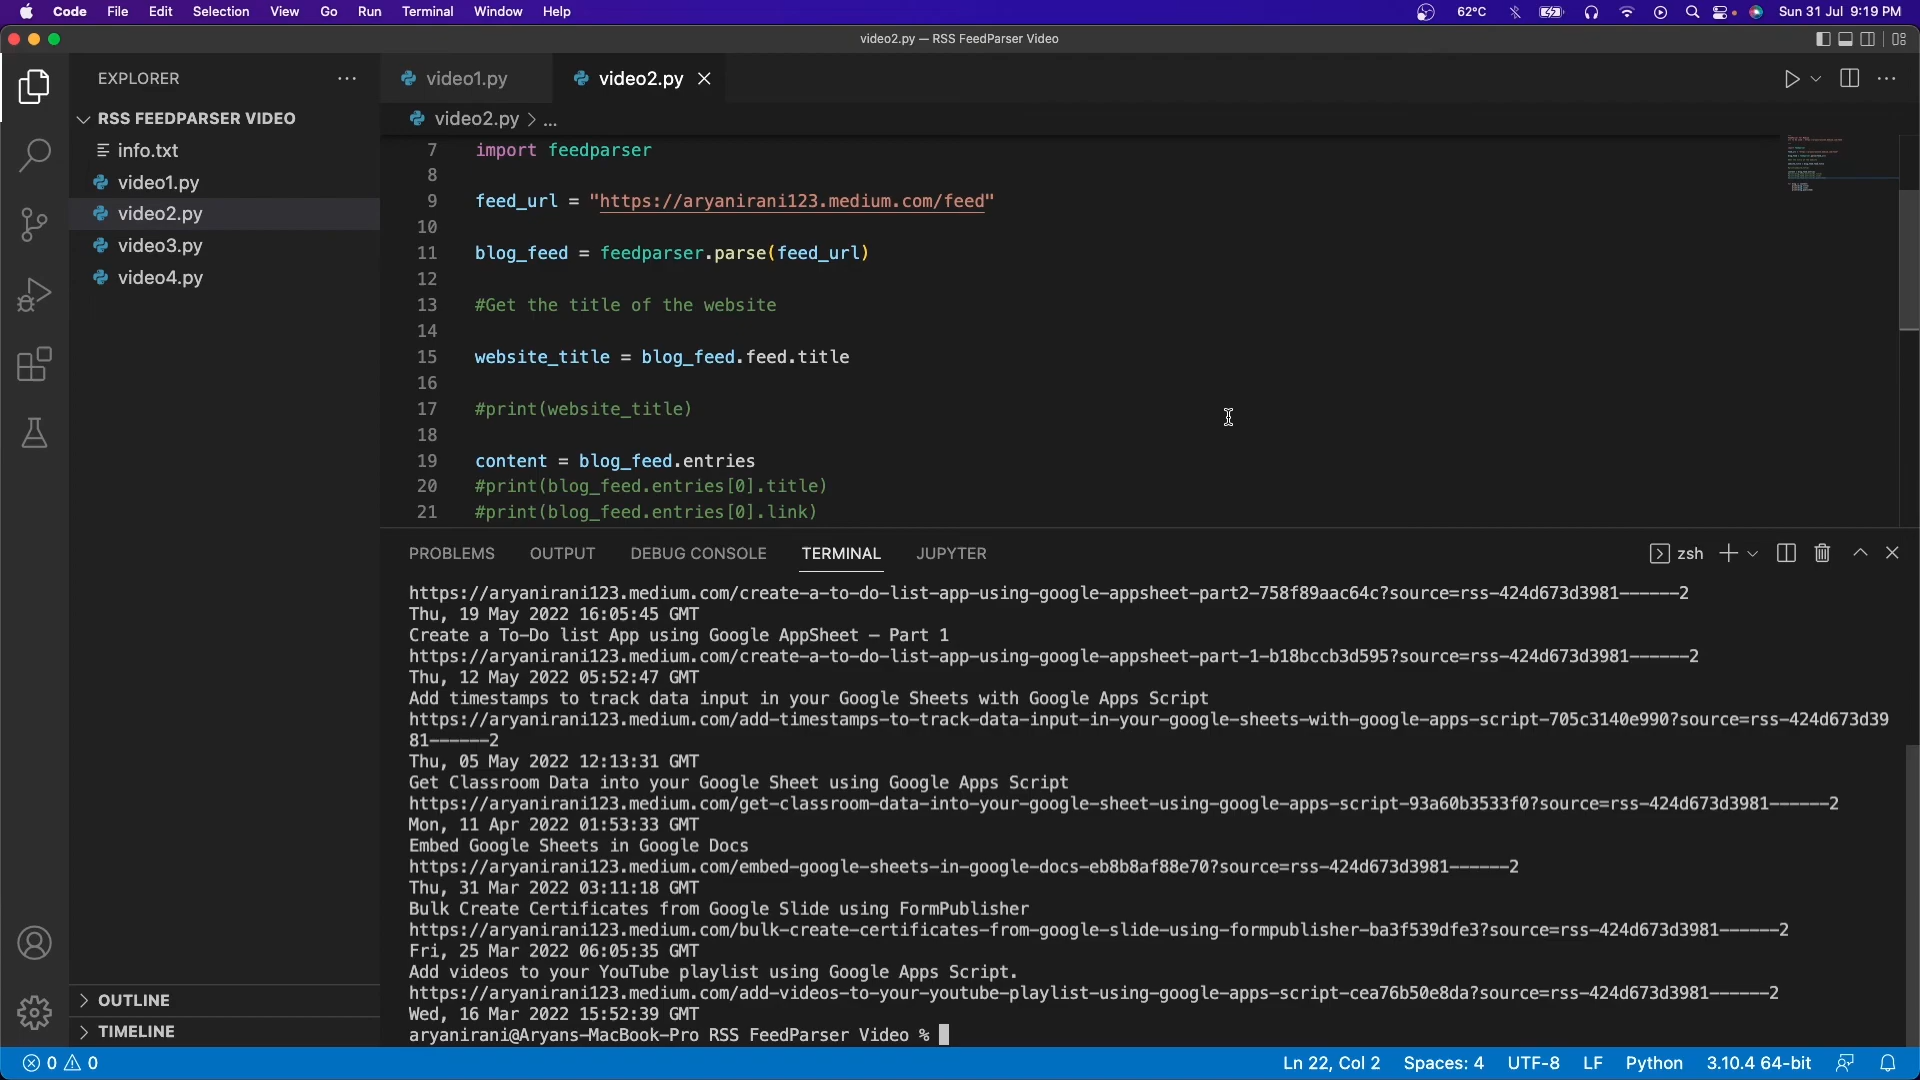 Code File Edit Selection View Go Run Terminal Window Help 62°C Sun 31 Jul 9:19 PM
video2.py — RSS FeedParser Video
EXPLORER
video1.py
video2.py
RSS FEEDPARSER VIDEO
info.txt
video1.py
video2.py
video3.py
video4.py
OUTLINE
TIMELINE
video2.py > ...
7 import feedparser
8
9 feed_url = "https://aryanirani123.medium.com/feed"
10
11 blog_feed = feedparser.parse(feed_url)
12
13 #Get the title of the website
14
15 website_title = blog_feed.feed.title
16
17 #print(website_title)
18
19 content = blog_feed.entries
20 #print(blog_feed.entries[0].title)
21 #print(blog_feed.entries[0].link)
PROBLEMS OUTPUT DEBUG CONSOLE TERMINAL JUPYTER zsh
https://aryanirani123.medium.com/create-a-to-do-list-app-using-google-appsheet-part2-758f89aac64c?source=rss-424d673d3981------2
Thu, 19 May 2022 16:05:45 GMT
Create a To-Do list App using Google AppSheet — Part 1
https://aryanirani123.medium.com/create-a-to-do-list-app-using-google-appsheet-part-1-b18bccb3d595?source=rss-424d673d3981------2
Thu, 12 May 2022 05:52:47 GMT
Add timestamps to track data input in your Google Sheets with Google Apps Script
https://aryanirani123.medium.com/add-timestamps-to-track-data-input-in-your-google-sheets-with-google-apps-script-705c3140e990?source=rss-424d673d39
81------2
Thu, 05 May 2022 12:13:31 GMT
Get Classroom Data into your Google Sheet using Google Apps Script
https://aryanirani123.medium.com/get-classroom-data-into-your-google-sheet-using-google-apps-script-93a60b3533f0?source=rss-424d673d3981------2
Mon, 11 Apr 2022 01:53:33 GMT
Embed Google Sheets in Google Docs
https://aryanirani123.medium.com/embed-google-sheets-in-google-docs-eb8b8af88e70?source=rss-424d673d3981------2
Thu, 31 Mar 2022 03:11:18 GMT
Bulk Create Certificates from Google Slide using FormPublisher
https://aryanirani123.medium.com/bulk-create-certificates-from-google-slide-using-formpublisher-ba3f539dfe3?source=rss-424d673d3981------2
Fri, 25 Mar 2022 06:05:35 GMT
Add videos to your YouTube playlist using Google Apps Script.
https://aryanirani123.medium.com/add-videos-to-your-youtube-playlist-using-google-apps-script-cea76b50e8da?source=rss-424d673d3981------2
Wed, 16 Mar 2022 15:52:39 GMT
aryanirani@Aryans-MacBook-Pro RSS FeedParser Video %
0 0 Ln 22, Col 2 Spaces: 4 UTF-8 LF Python 3.10.4 64-bit